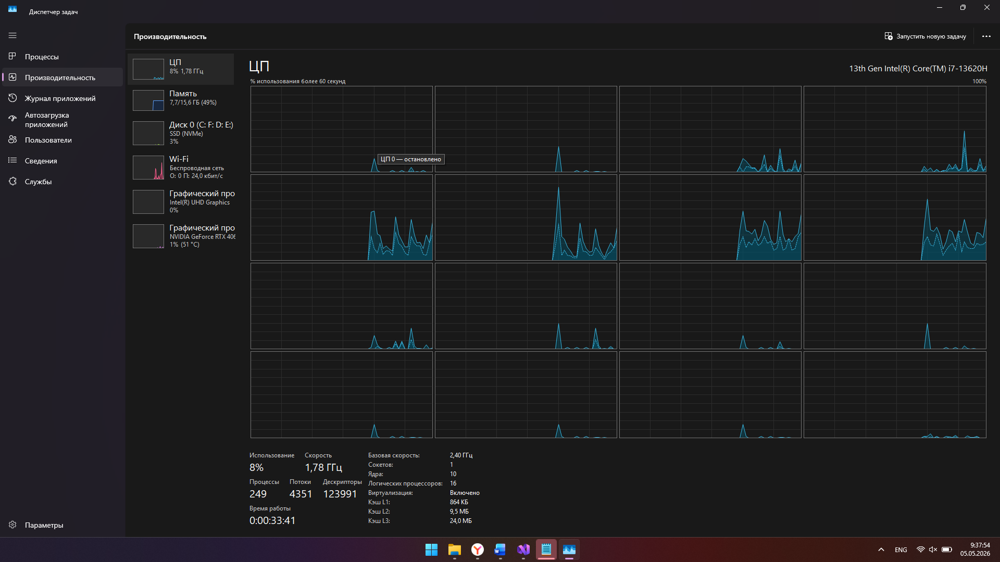 Диспетчер задач
Процессы
Производительность
Журнал приложений
Автозагрузка
приложений
Пользователи
Сведения
Службы
Параметры
Производительность
Запустить новую задачу
ЦП
8% 1,78 ГГц
Память
7,7/15,6 ГБ (49%)
Диск 0 (C: F: D: E:)
SSD (NVMe)
3%
Wi-Fi
Беспроводная сеть
О: 0 П: 24,0 кбит/с
Графический про
Intel(R) UHD Graphics
0%
Графический про
NVIDIA GeForce RTX 406
1% (51 °C)
ЦП
13th Gen Intel(R) Core(TM) i7-13620H
% использования более 60 секунд
100%
ЦП 0 — остановлено
Использование
8%
Скорость
1,78 ГГц
Процессы
249
Потоки
4351
Дескрипторы
123991
Время работы
0:00:33:41
Базовая скорость: 2,40 ГГц
Сокетов: 1
Ядра: 10
Логических процессоров: 16
Виртуализация: Включено
Кэш L1: 864 КБ
Кэш L2: 9,5 МБ
Кэш L3: 24,0 МБ
ENG
9:37:54
05.05.2026